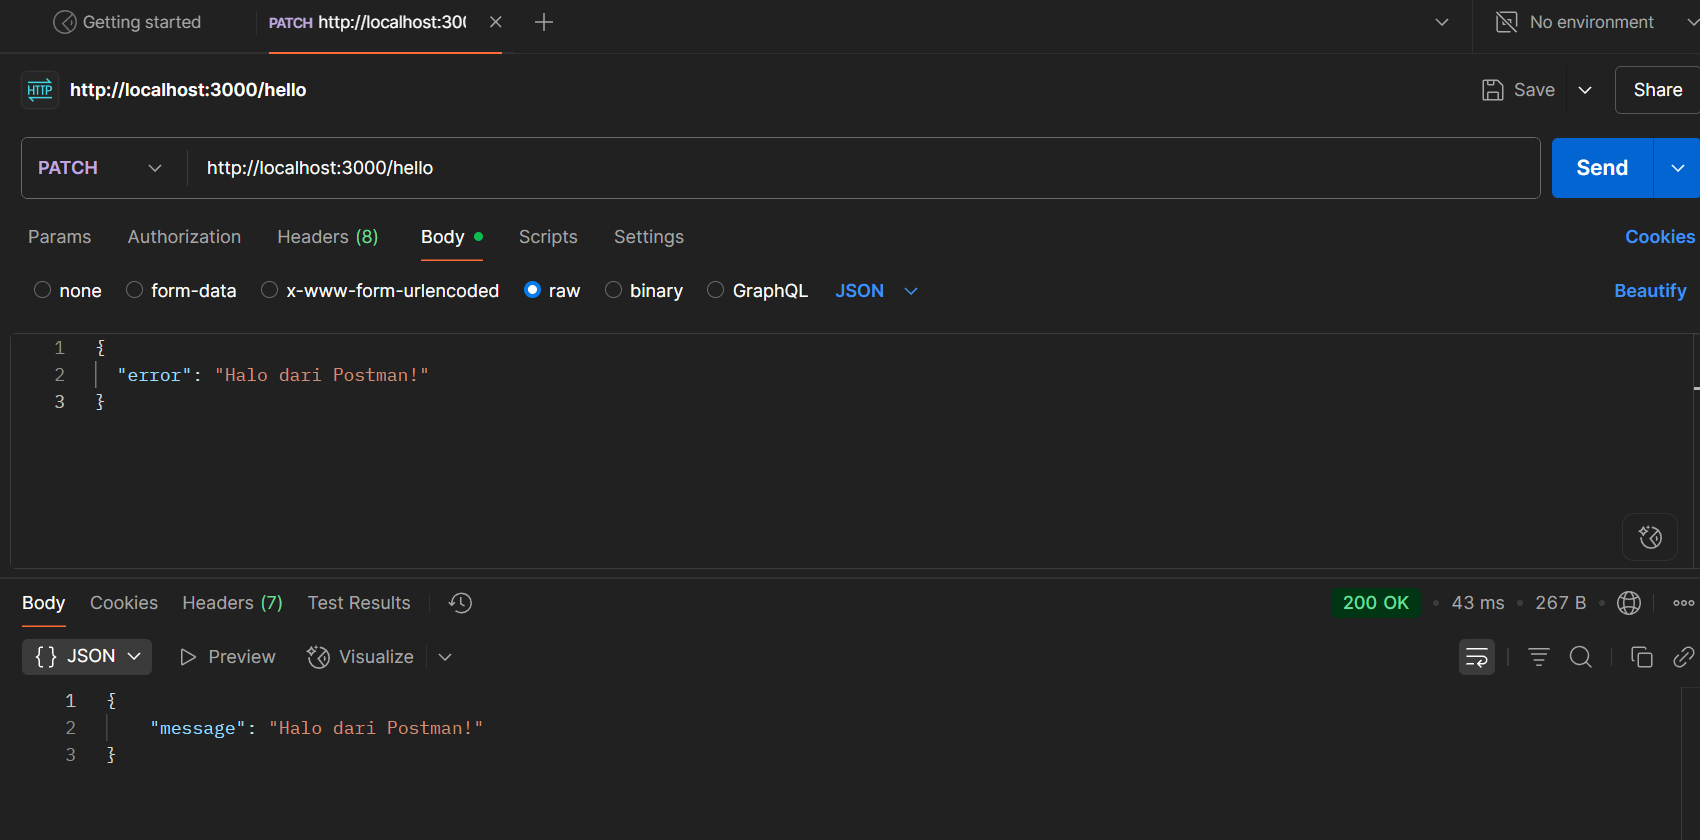 Getting started PATCH http://localhost:300 No environment
HTTP http://localhost:3000/hello Save Share
PATCH http://localhost:3000/hello Send
Params Authorization Headers (8) Body Scripts Settings Cookies
none form-data x-www-form-urlencoded raw binary GraphQL JSON Beautify
1 {
2 "error": "Halo dari Postman!"
3 }
Body Cookies Headers (7) Test Results 200 OK • 43 ms • 267 B •
{} JSON Preview Visualize
1 {
2 "message": "Halo dari Postman!"
3 }